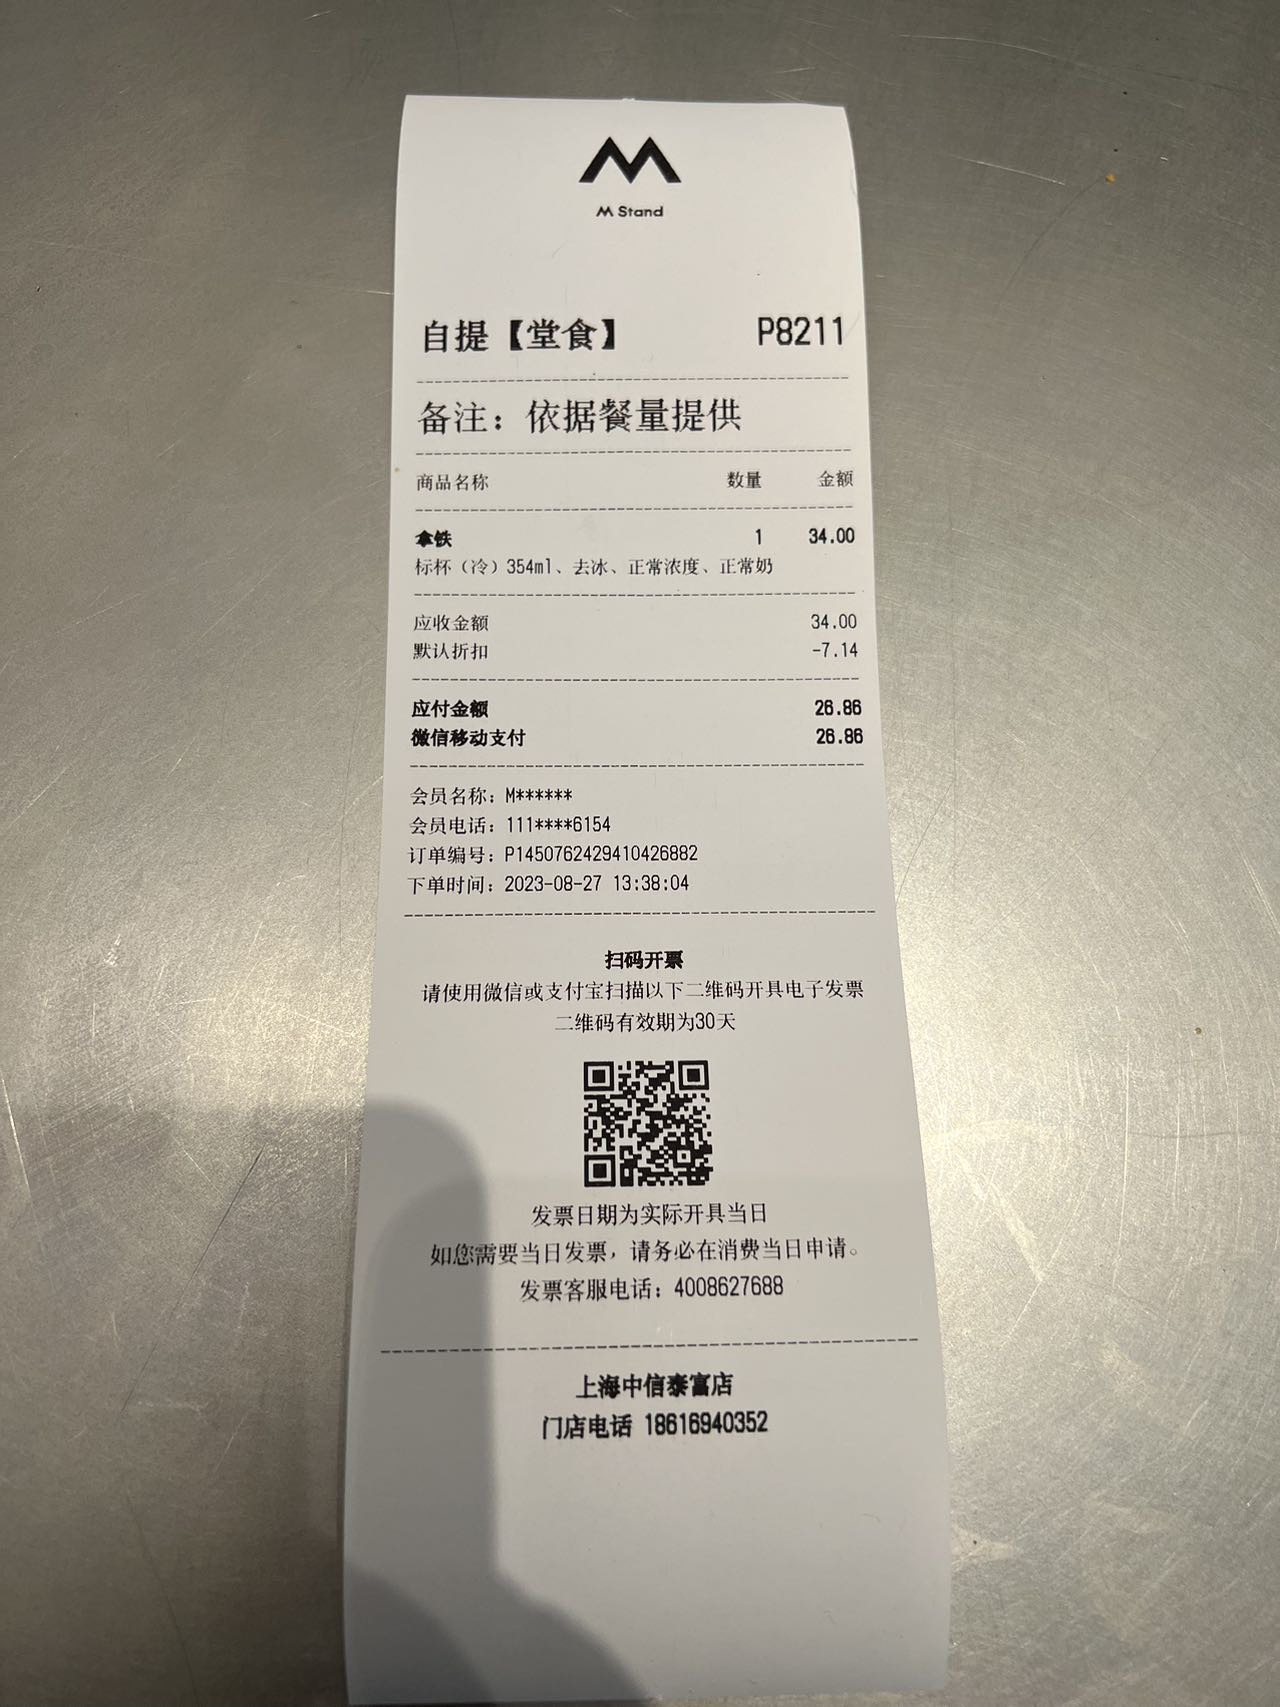 M Stand
自提【堂食】 P8211
备注：依据餐量提供
商品名称 数量 金额
拿铁 1 34.00
标杯（冷）354ml、去冰、正常浓度、正常奶
应收金额 34.00
默认折扣 -7.14
应付金额 26.86
微信移动支付 26.86
会员名称：M******
会员电话：111****6154
订单编号：P1450762429410426882
下单时间：2023-08-27 13:38:04
扫码开票
请使用微信或支付宝扫描以下二维码开具电子发票
二维码有效期为30天
发票日期为实际开具当日
如您需要当日发票，请务必在消费当日申请。
发票客服电话：4008627688
上海中信泰富店
门店电话 18616940352